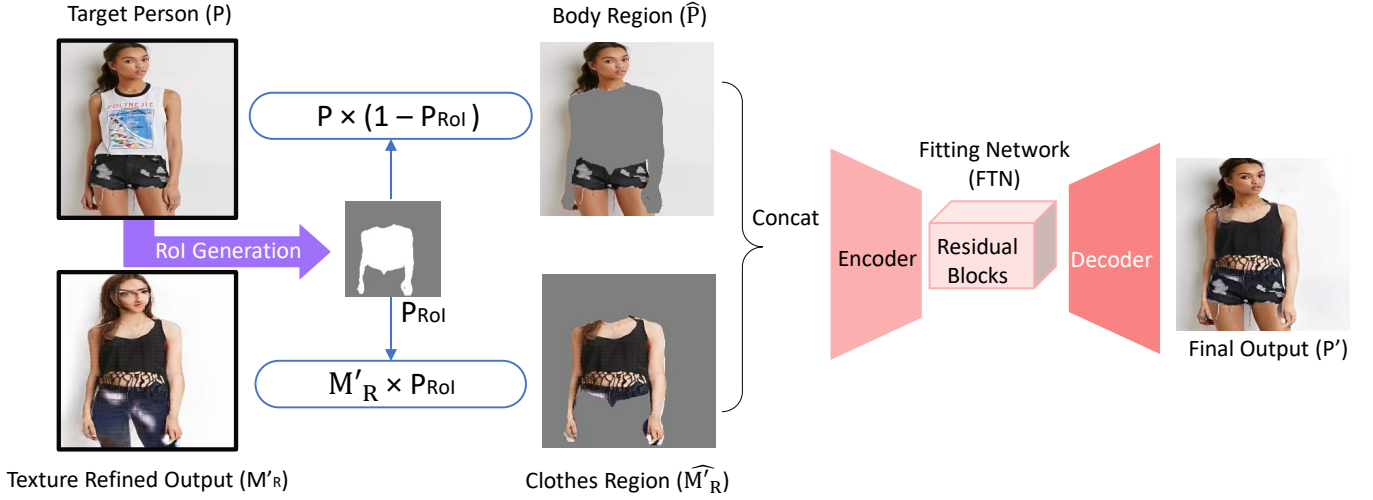 Target Person (P)
Body Region (P̂)
POLYNESIE
P × (1 − PRoI )
Fitting Network
(FTN)
Concat
RoI Generation
Encoder
Residual
Blocks
Decoder
PRoI
Final Output (P')
M′R × PRoI
Texture Refined Output (M'R)
Clothes Region (M̂′R)